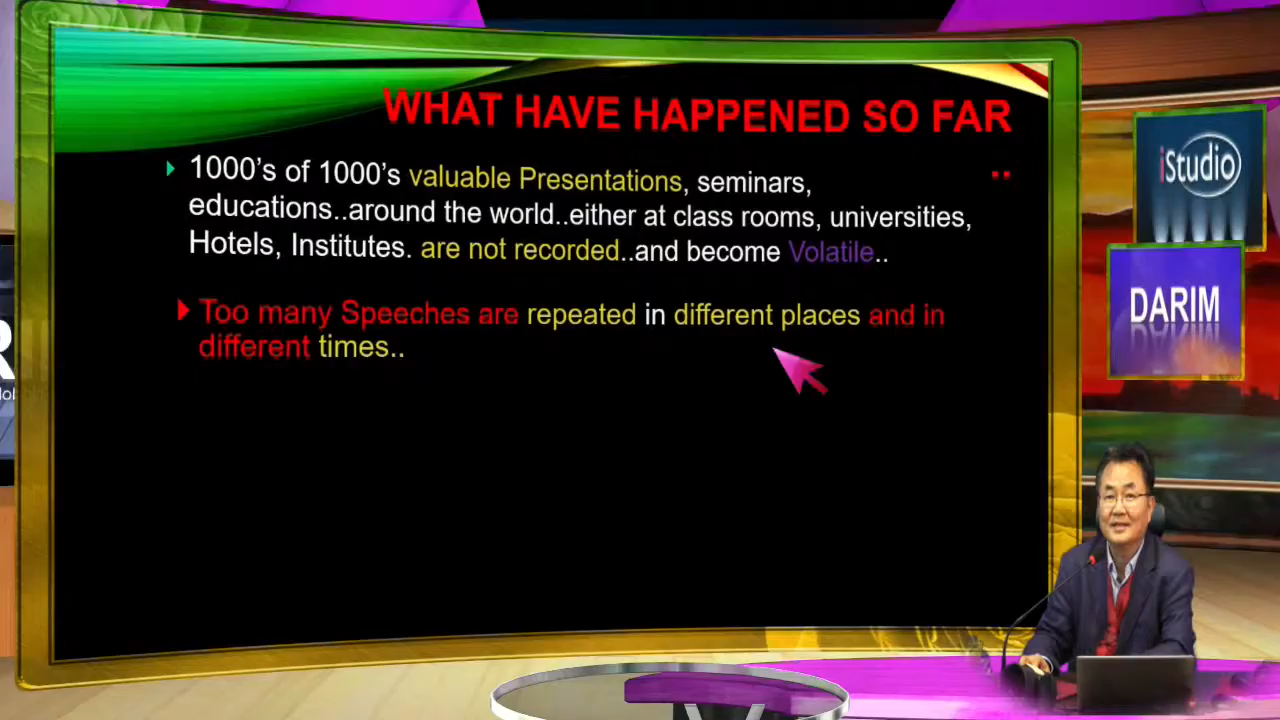 WHAT HAVE HAPPENED SO FAR
..
1000's of 1000's valuable Presentations, seminars,
educations..around the world..either at class rooms, universities,
Hotels, Institutes. are not recorded..and become Volatile..
Too many Speeches are repeated in different places and in
different times..
iStudio
DARIM